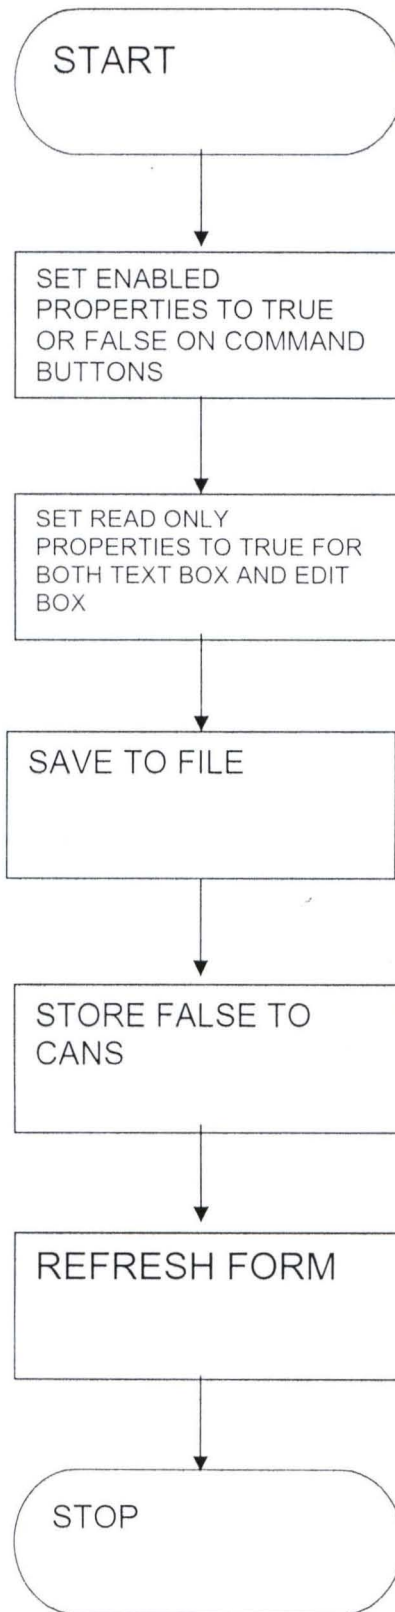 START
SET ENABLED
PROPERTIES TO TRUE
OR FALSE ON COMMAND
BUTTONS
SET READ ONLY
PROPERTIES TO TRUE FOR
BOTH TEXT BOX AND EDIT
BOX
SAVE TO FILE
STORE FALSE TO
CANS
REFRESH FORM
STOP